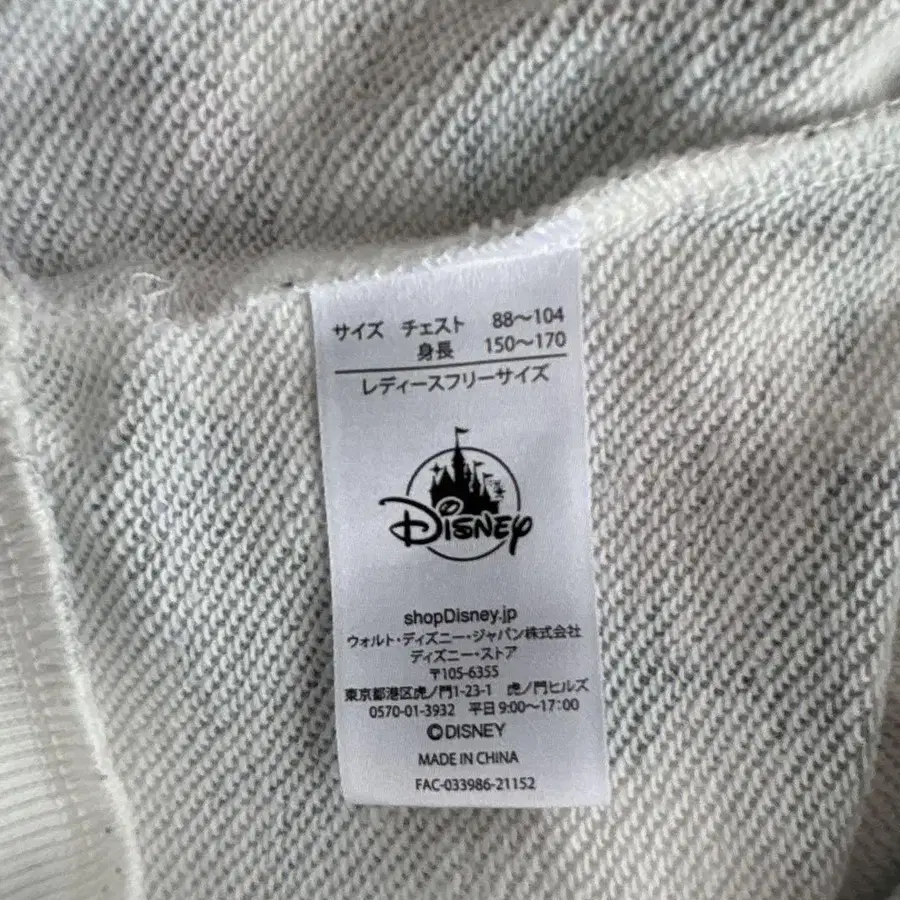 サイズ チェスト 88〜104
身長 150〜170
レディースフリーサイズ
DISNEY
shopDisney.jp
ウォルト・ディズニー・ジャパン株式会社
ディズニー・ストア
〒105-6355
東京都港区虎ノ門1-23-1 虎ノ門ヒルズ
0570-01-3932 平日 9:00〜17:00
©DISNEY
MADE IN CHINA
FAC-033986-21152